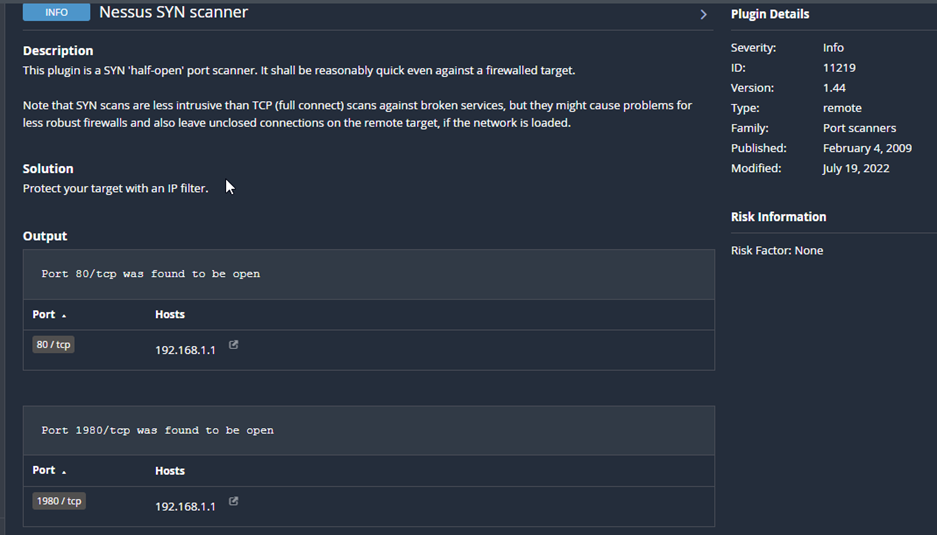 INFO Nessus SYN scanner
Description
This plugin is a SYN 'half-open' port scanner. It shall be reasonably quick even against a firewalled target.
Note that SYN scans are less intrusive than TCP (full connect) scans against broken services, but they might cause problems for
less robust firewalls and also leave unclosed connections on the remote target, if the network is loaded.
Solution
Protect your target with an IP filter.
Output
Port 80/tcp was found to be open
Port Hosts
80 / tcp 192.168.1.1
Port 1980/tcp was found to be open
Port Hosts
1980 / tcp 192.168.1.1
Plugin Details
Severity: Info
ID: 11219
Version: 1.44
Type: remote
Family: Port scanners
Published: February 4, 2009
Modified: July 19, 2022
Risk Information
Risk Factor: None